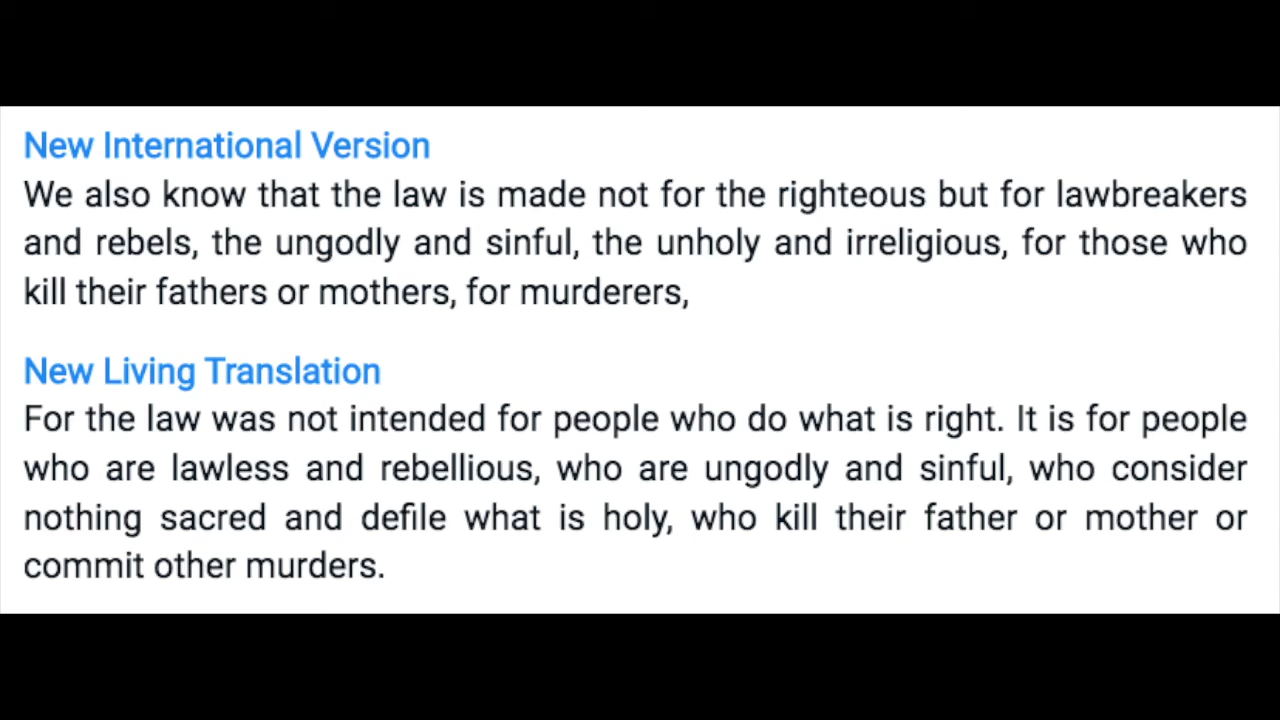 New International Version
We also know that the law is made not for the righteous but for lawbreakers
and rebels, the ungodly and sinful, the unholy and irreligious, for those who
kill their fathers or mothers, for murderers,
New Living Translation
For the law was not intended for people who do what is right. It is for people
who are lawless and rebellious, who are ungodly and sinful, who consider
nothing sacred and defile what is holy, who kill their father or mother or
commit other murders.